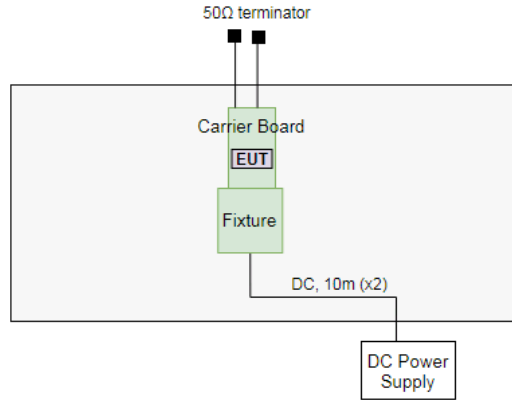 50Ω terminator
Carrier Board
EUT
Fixture
DC, 10m (x2)
DC Power
Supply